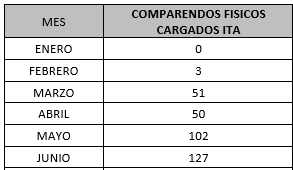 MES COMPARENDOS FISICOS
CARGADOS ITA
ENERO 0
FEBRERO 3
MARZO 51
ABRIL 50
MAYO 102
JUNIO 127